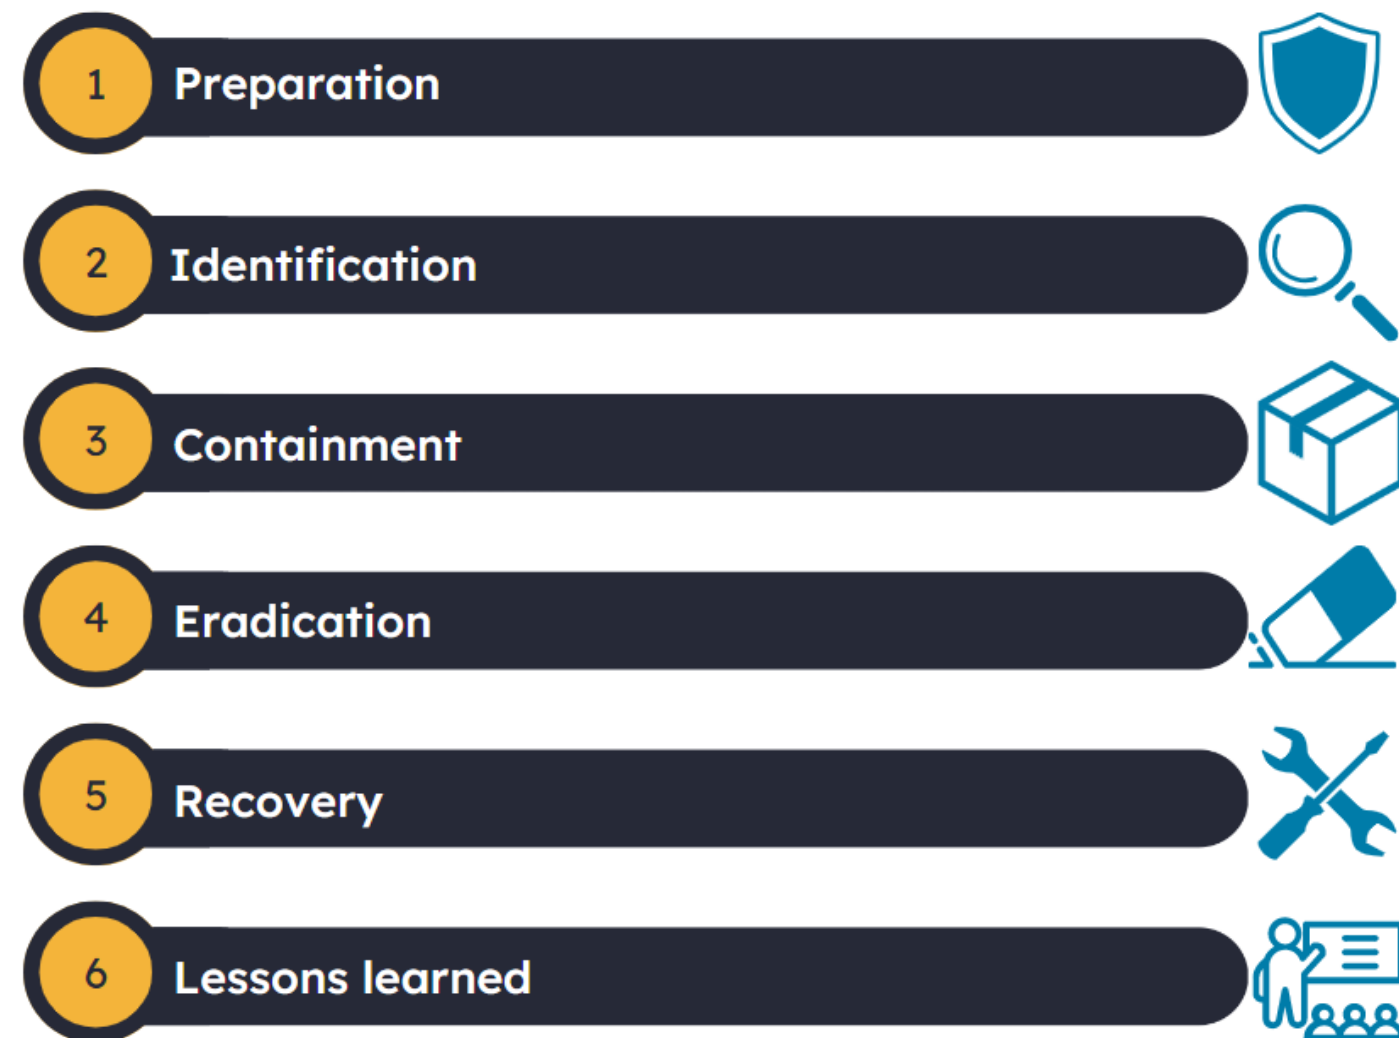 1 Preparation
2 Identification
3 Containment
4 Eradication
5 Recovery
6 Lessons learned